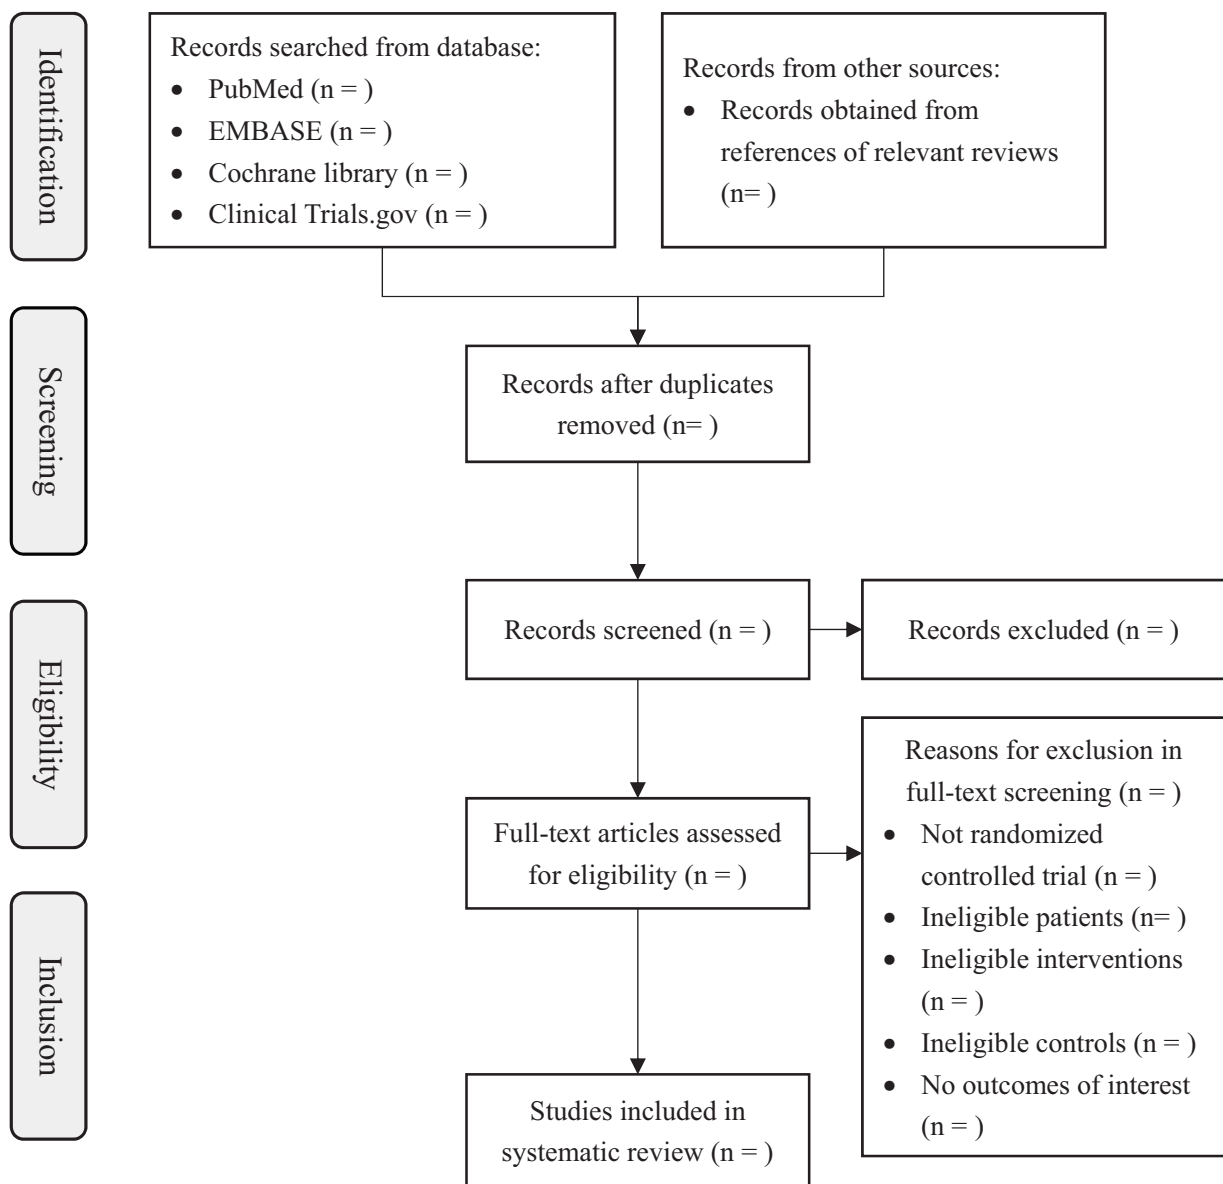 Identification
Records searched from database:
• PubMed (n = )
• EMBASE (n = )
• Cochrane library (n = )
• Clinical Trials.gov (n = )
Records from other sources:
• Records obtained from
references of relevant reviews
(n= )
Screening
Records after duplicates
removed (n= )
Eligibility
Records screened (n = )
Records excluded (n = )
Full-text articles assessed
for eligibility (n = )
Reasons for exclusion in
full-text screening (n = )
• Not randomized
controlled trial (n = )
• Ineligible patients (n= )
• Ineligible interventions
(n = )
• Ineligible controls (n = )
• No outcomes of interest
(n = )
Inclusion
Studies included in
systematic review (n = )